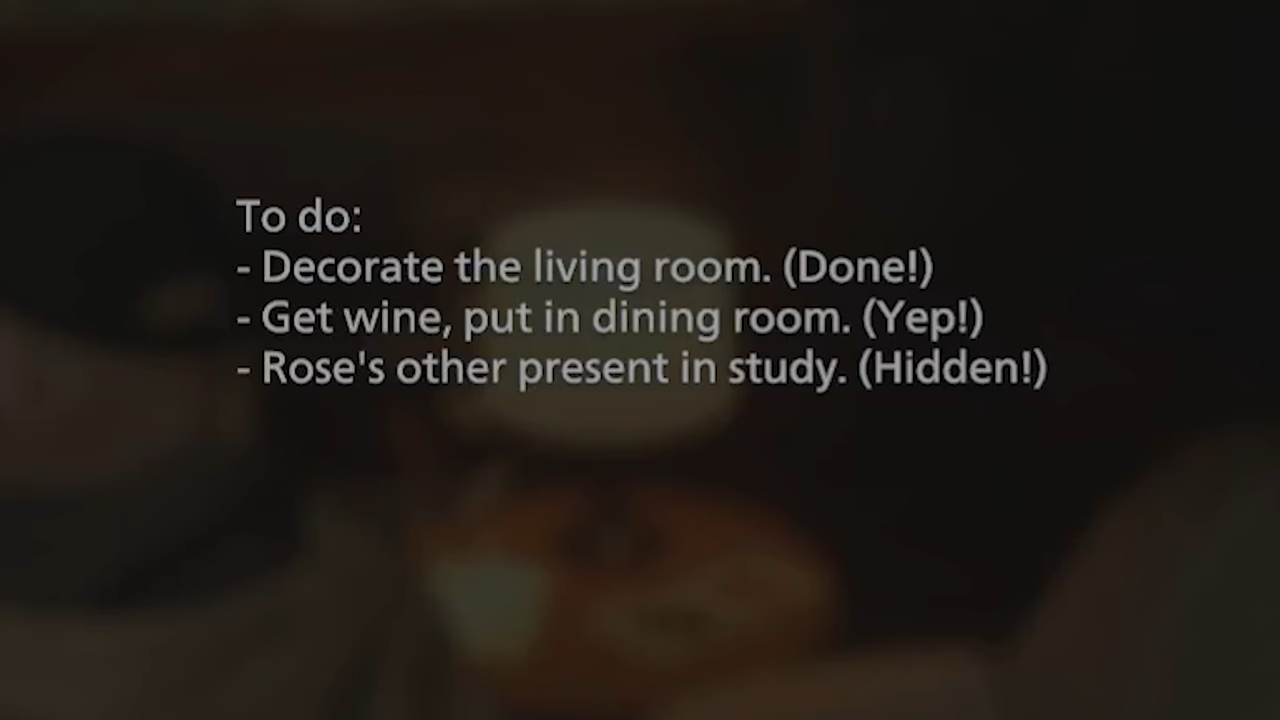 To do:
- Decorate the living room. (Done!)
- Get wine, put in dining room. (Yep!)
- Rose's other present in study. (Hidden!)